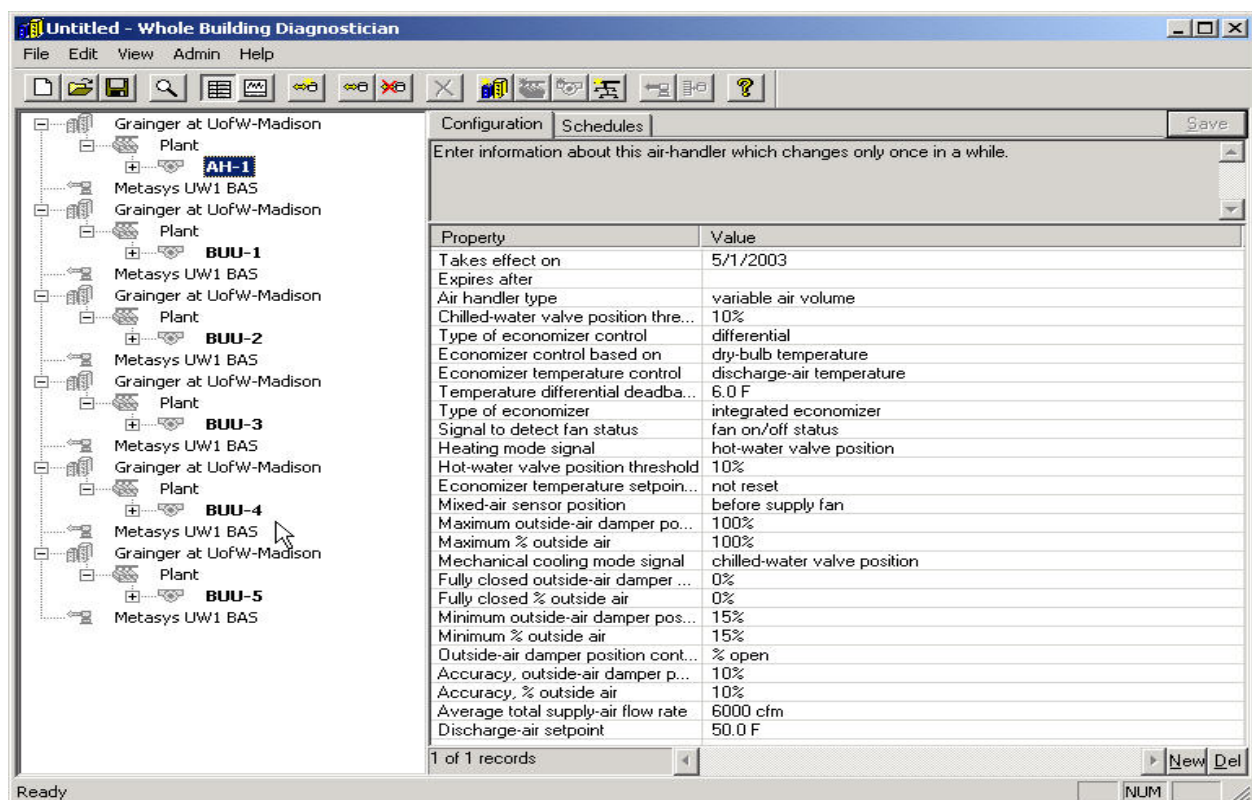 Untitled - Whole Building Diagnostician
File Edit View Admin Help
Grainger at UofW-Madison
Plant
AH-1
Metasys UW1 BAS
Grainger at UofW-Madison
Plant
BUU-1
Metasys UW1 BAS
Grainger at UofW-Madison
Plant
BUU-2
Metasys UW1 BAS
Grainger at UofW-Madison
Plant
BUU-3
Metasys UW1 BAS
Grainger at UofW-Madison
Plant
BUU-4
Metasys UW1 BAS
Grainger at UofW-Madison
Plant
BUU-5
Metasys UW1 BAS
Configuration Schedules Save
Enter information about this air-handler which changes only once in a while.
Property Value
Takes effect on 5/1/2003
Expires after
Air handler type variable air volume
Chilled-water valve position thre... 10%
Type of economizer control differential
Economizer control based on dry-bulb temperature
Economizer temperature control discharge-air temperature
Temperature differential deadba... 6.0 F
Type of economizer integrated economizer
Signal to detect fan status fan on/off status
Heating mode signal hot-water valve position
Hot-water valve position threshold 10%
Economizer temperature setpoin... not reset
Mixed-air sensor position before supply fan
Maximum outside-air damper po... 100%
Maximum % outside air 100%
Mechanical cooling mode signal chilled-water valve position
Fully closed outside-air damper ... 0%
Fully closed % outside air 0%
Minimum outside-air damper pos... 15%
Minimum % outside air 15%
Outside-air damper position cont... % open
Accuracy, outside-air damper p... 10%
Accuracy, % outside air 10%
Average total supply-air flow rate 6000 cfm
Discharge-air setpoint 50.0 F
1 of 1 records New Del
Ready NUM